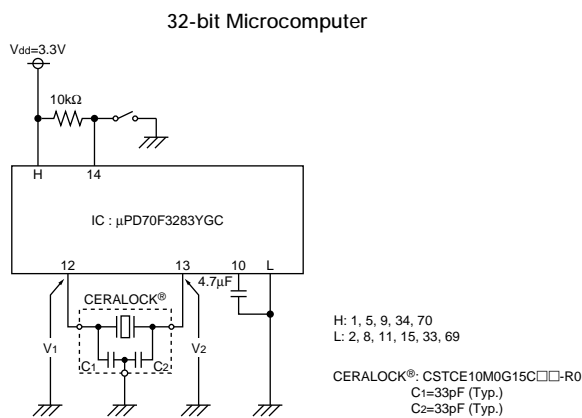 32-bit Microcomputer
Vdd=3.3V
10kΩ
H
14
IC : μPD70F3283YGC
12
13
10
L
4.7μF
CERALOCK®
V1
C1
C2
V2
H: 1, 5, 9, 34, 70
L: 2, 8, 11, 15, 33, 69
CERALOCK®: CSTCE10M0G15C□□-R0
C1=33pF (Typ.)
C2=33pF (Typ.)